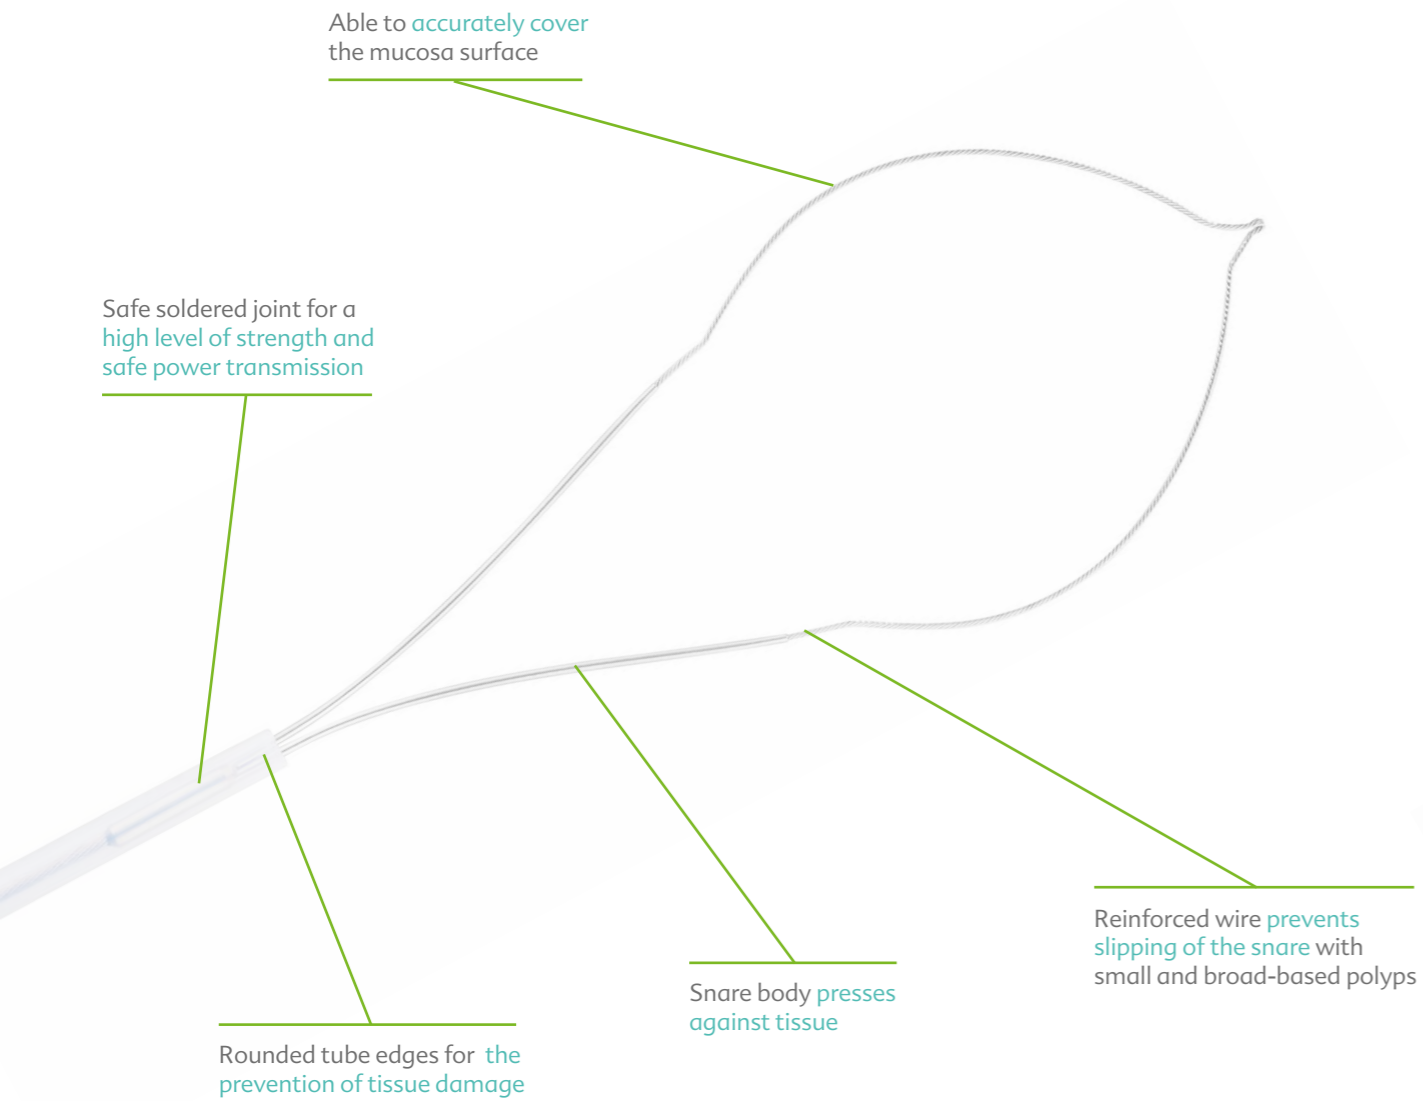 Able to accurately cover
the mucosa surface
Safe soldered joint for a
high level of strength and
safe power transmission
Reinforced wire prevents
slipping of the snare with
small and broad-based polyps
Snare body presses
against tissue
Rounded tube edges for the
prevention of tissue damage